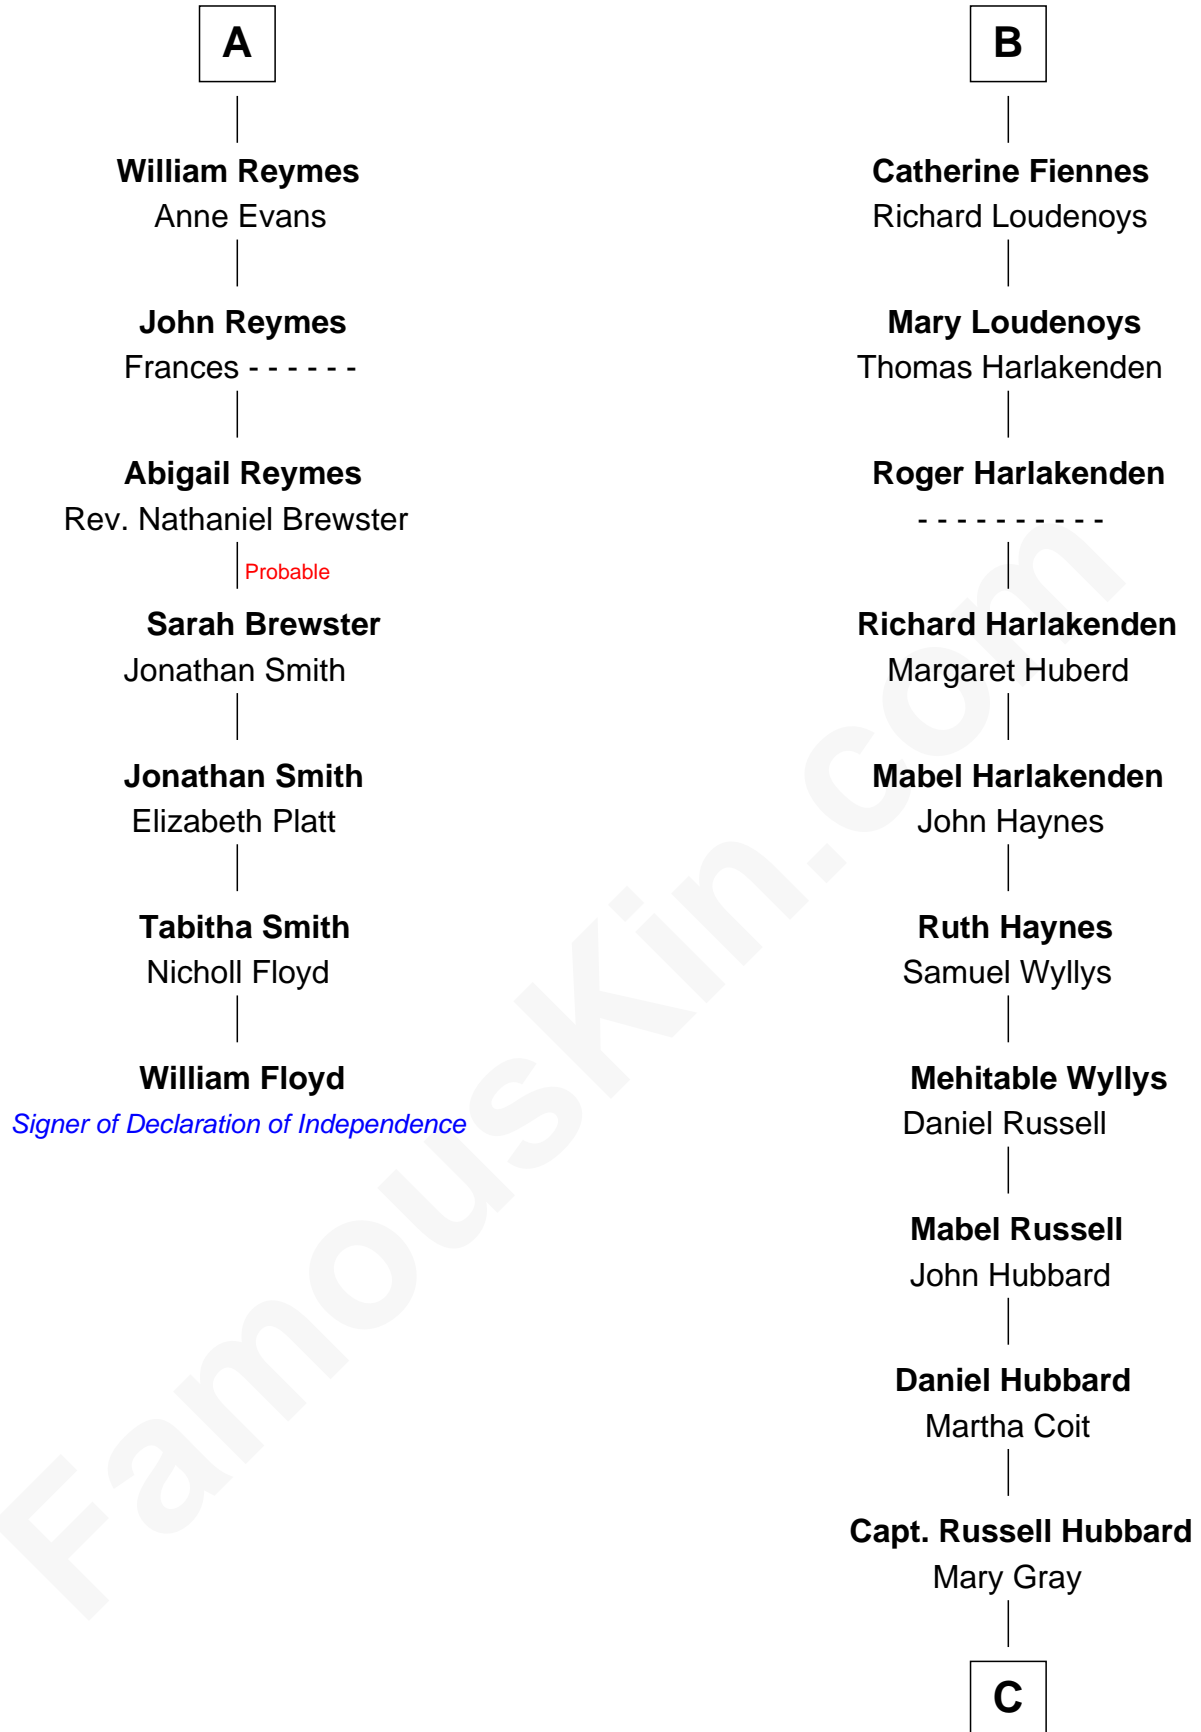 A
William Reymes
Anne Evans
John Reymes
Frances - - - - - -
Abigail Reymes
Rev. Nathaniel Brewster
Probable
Sarah Brewster
Jonathan Smith
Jonathan Smith
Elizabeth Platt
Tabitha Smith
Nicholl Floyd
William Floyd
Signer of Declaration of Independence
B
Catherine Fiennes
Richard Loudenoys
Mary Loudenoys
Thomas Harlakenden
Roger Harlakenden
- - - - - - - - - -
Richard Harlakenden
Margaret Huberd
Mabel Harlakenden
John Haynes
Ruth Haynes
Samuel Wyllys
Mehitable Wyllys
Daniel Russell
Mabel Russell
John Hubbard
Daniel Hubbard
Martha Coit
Capt. Russell Hubbard
Mary Gray
C
FamousKin.com